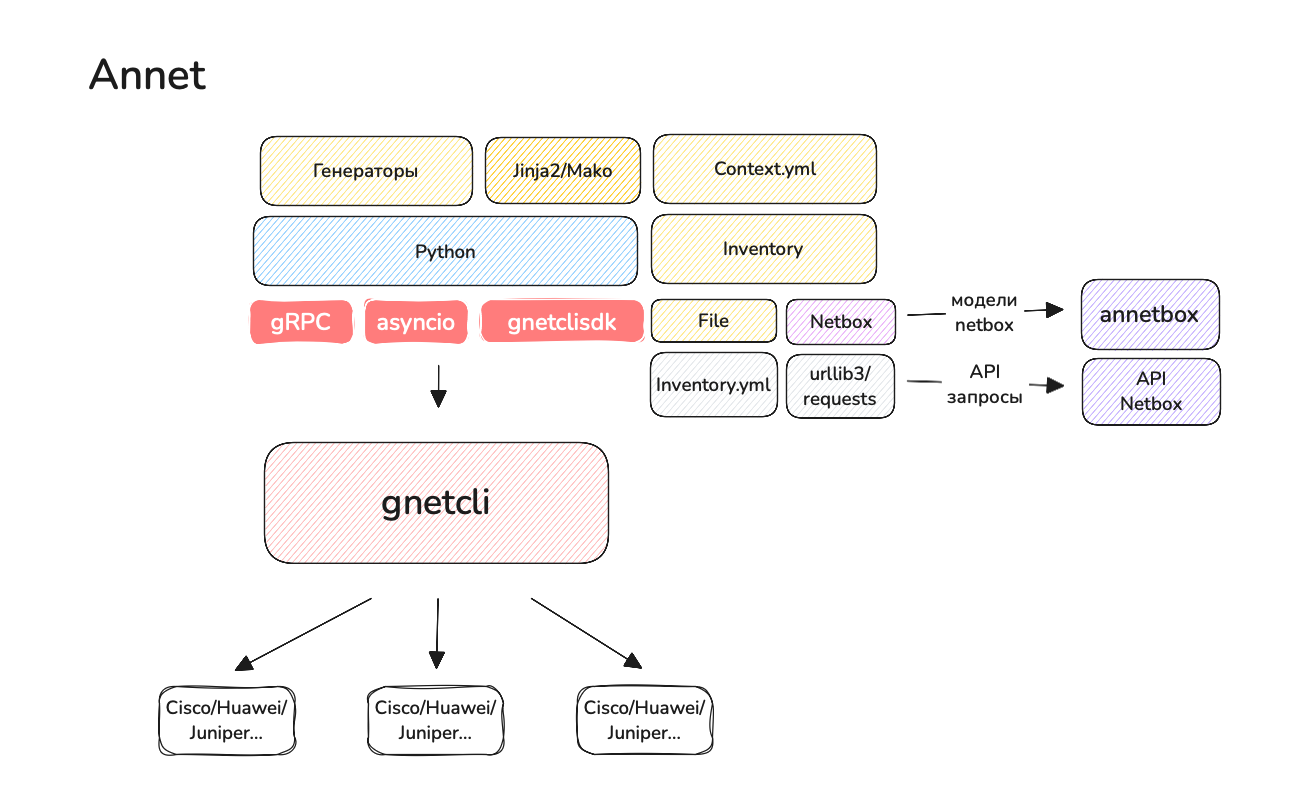 Annet
Генераторы
Jinja2/Mako
Context.yml
Python
Inventory
gRPC
asyncio
gnetclisdk
File
Netbox
модели
netbox
annetbox
Inventory.yml
urllib3/
requests
API
запросы
API
Netbox
gnetcli
Cisco/Huawei/
Juniper...
Cisco/Huawei/
Juniper...
Cisco/Huawei/
Juniper...